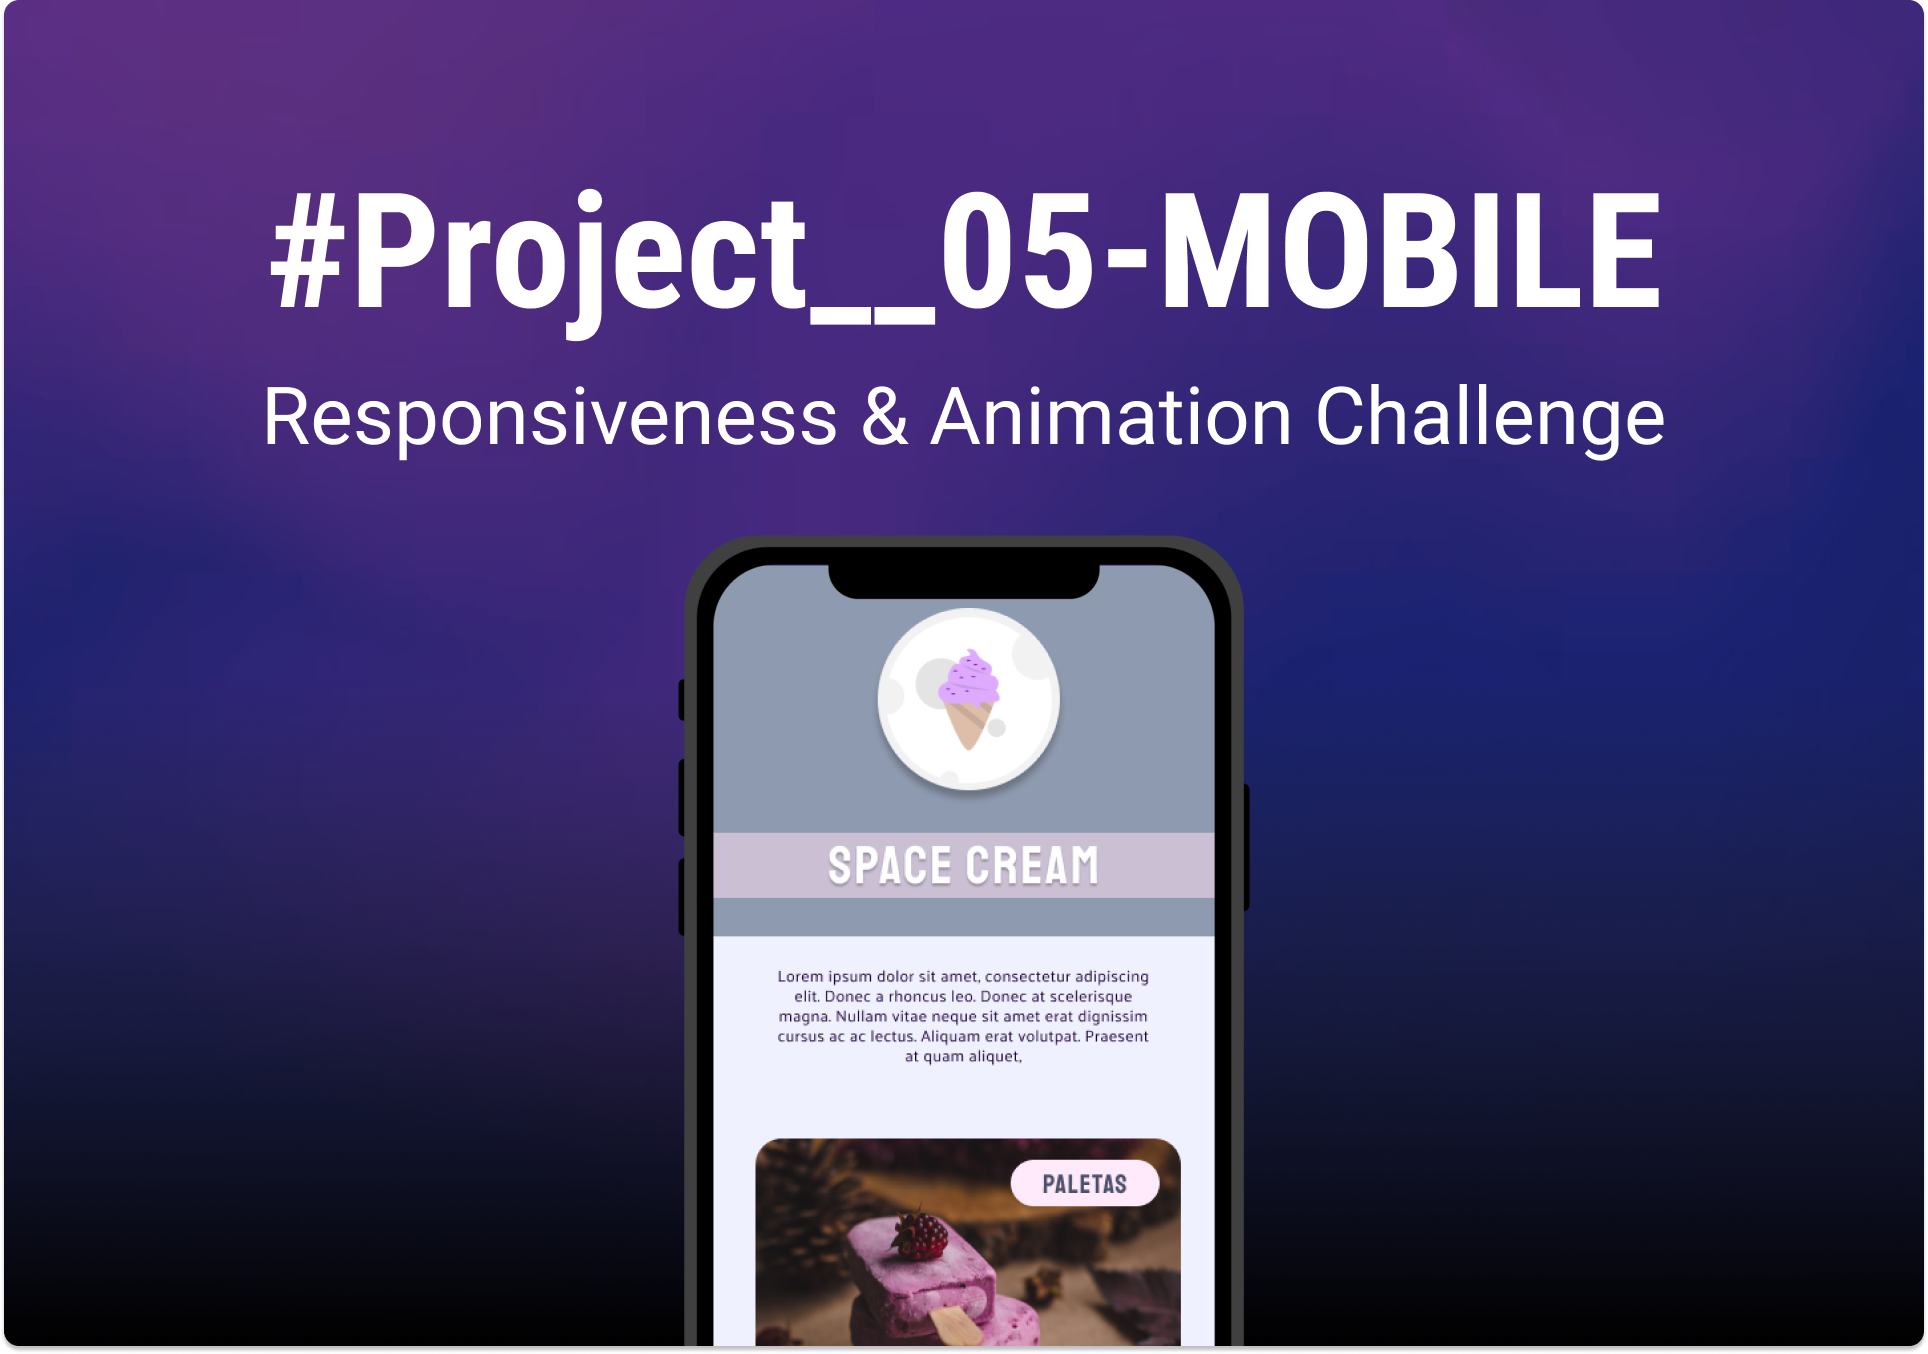 #Project__05-MOBILE
Responsiveness & Animation Challenge
SPACE CREAM
Lorem ipsum dolor sit amet, consectetur adipiscing
elit. Donec a rhoncus leo. Donec at scelerisque
magna. Nullam vitae neque sit amet erat dignissim
cursus ac ac lectus. Aliquam erat volutpat. Praesent
at quam aliquet,
PALETAS